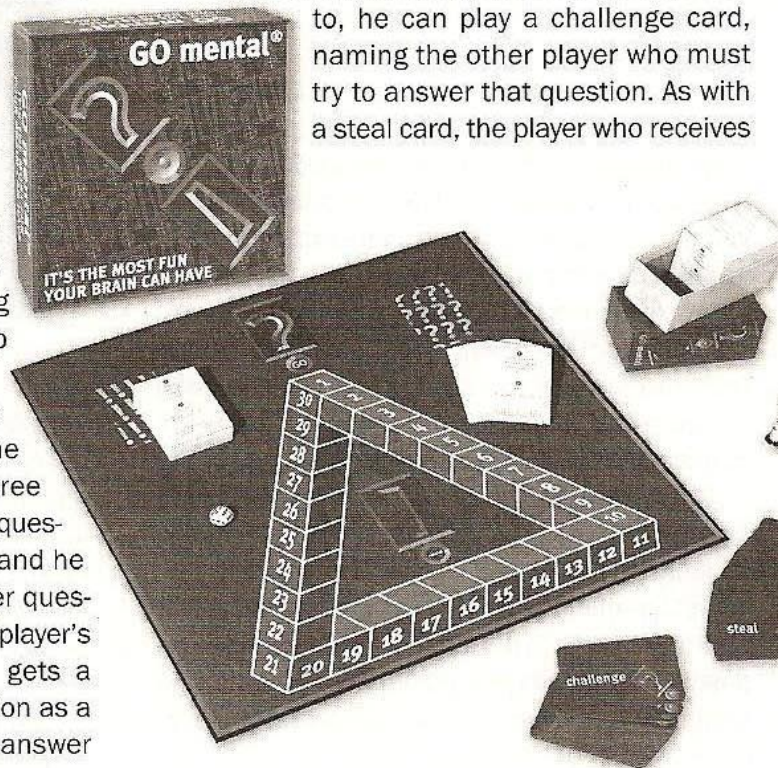 to, he can play a challenge card,
naming the other player who must
try to answer that question. As with
a steal card, the player who receives
GO mental®
IT'S THE MOST FUN
YOUR BRAIN CAN HAVE
ree
ques-
and he
er ques-
player's
gets a
on as a
answer
1
2
3
4
5
6
7
8
9
10
11
12
13
14
15
16
17
18
19
20
21
22
23
24
25
26
27
28
29
30
challenge
steal